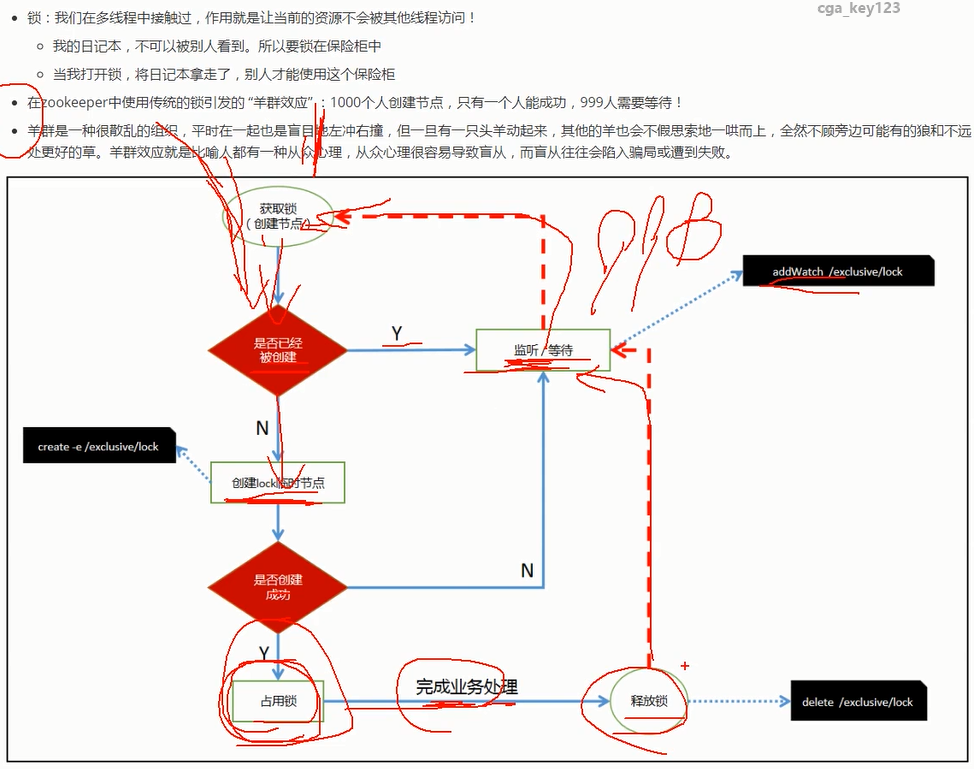 cga_key123
锁：我们在多线程中接触过，作用就是让当前的资源不会被其他线程访问！
我的日记本，不可以被别人看到。所以要锁在保险柜中
当我打开锁，将日记本拿走了，别人才能使用这个保险柜
在zookeeper中使用传统的锁引发的 “羊群效应” ：1000个人创建节点，只有一个人能成功，999人需要等待！
羊群是一种很散乱的组织，平时在一起也是盲目地左冲右撞，但一旦有一只头羊动起来，其他的羊也会不假思索地一哄而上，全然不顾旁边可能有的狼和不远
处更好的草。羊群效应就是比喻人都有一种从众心理，从众心理很容易导致盲从，而盲从往往会陷入骗局或遭到失败。
获取锁
（创建节点）
addWatch /exclusive/lock
是否已经
被创建
Y
监听 / 等待
N
create -e /exclusive/lock
创建lock临时节点
是否创建
成功
N
Y
占用锁
完成业务处理
释放锁
delete /exclusive/lock